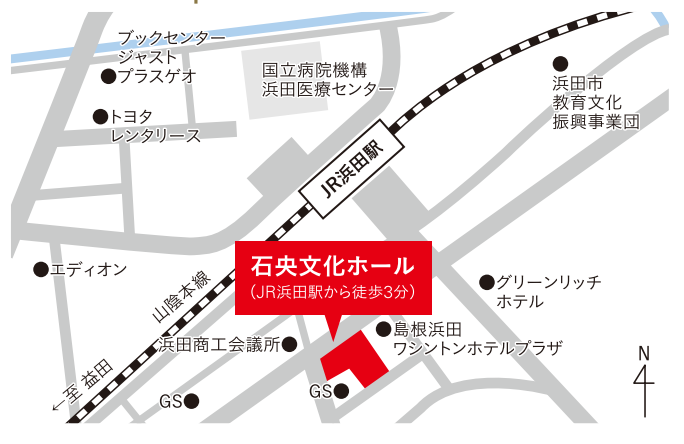 ブックセンター
ジャスト
プラスゲオ
トヨタ
レンタリース
国立病院機構
浜田医療センター
浜田市
教育文化
振興事業団
JR浜田駅
エディオン
山陰本線
石央文化ホール
（JR浜田駅から徒歩3分）
グリーンリッチ
ホテル
島根浜田
ワシントンホテルプラザ
浜田商工会議所
←至 益田
GS
GS
N